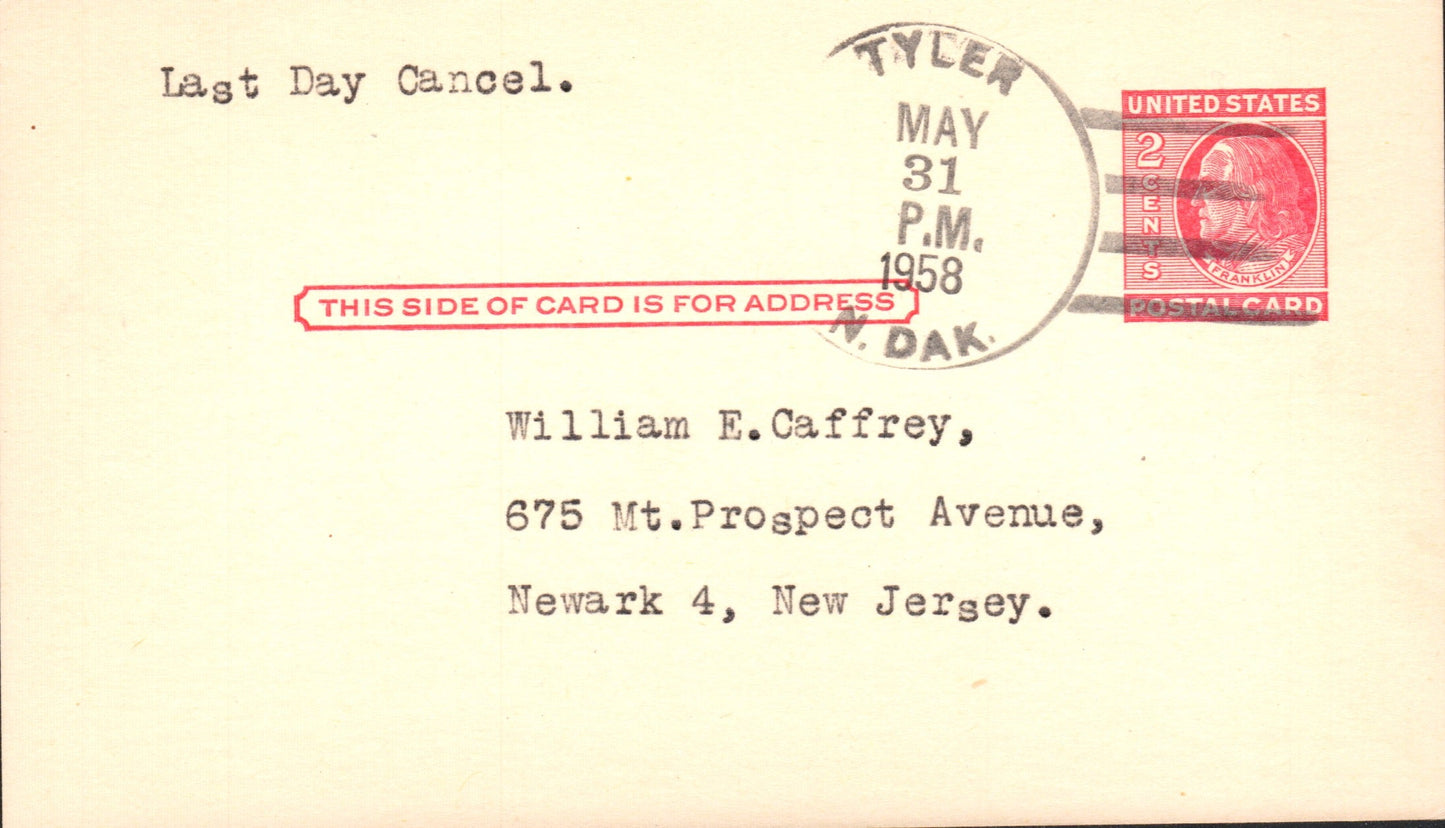 Last Day Cancel.
TYLER
MAY
31
P.M.
1958
N. DAK.
UNITED STATES
2 CENTS
FRANKLIN
POSTAL CARD
THIS SIDE OF CARD IS FOR ADDRESS
William E.Caffrey,
675 Mt.Prospect Avenue,
Newark 4, New Jersey.